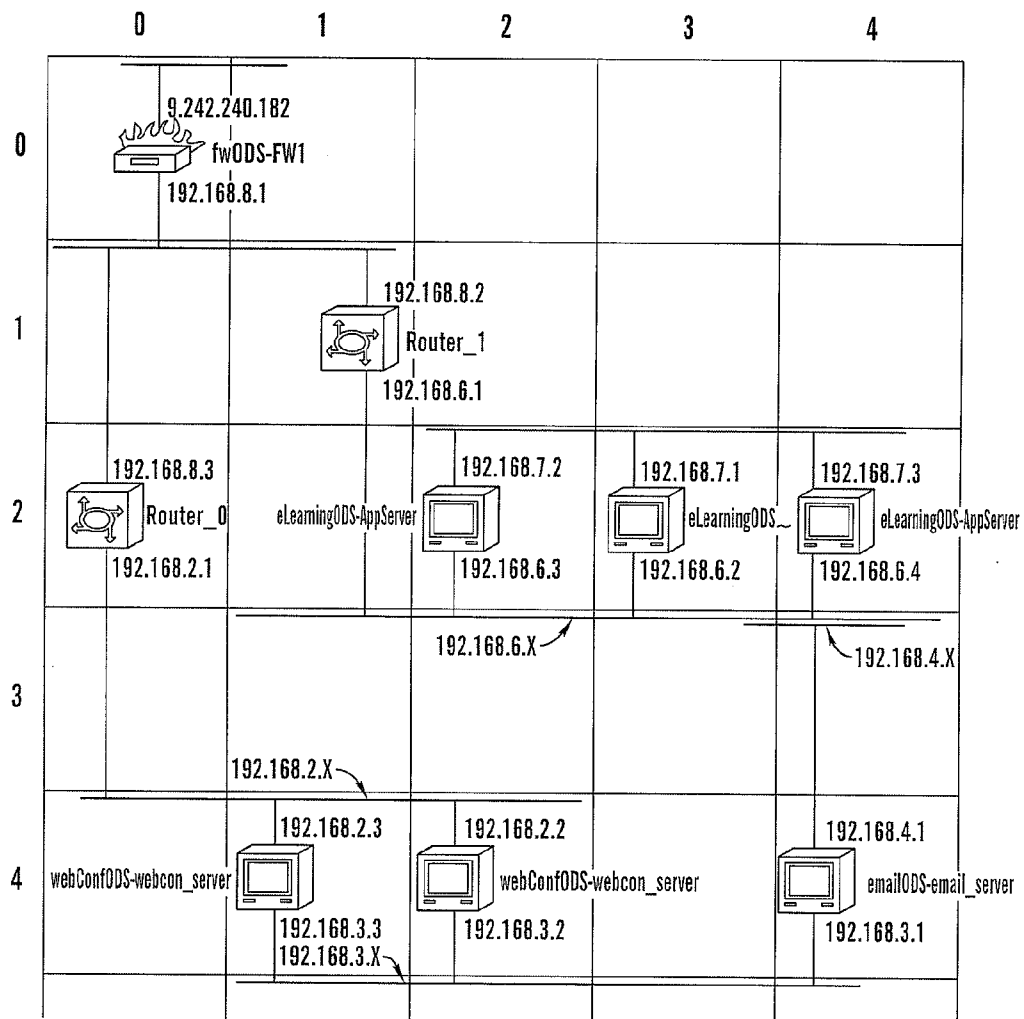 0 1 2 3 4
0
9.242.240.182
fwODS-FW1
192.168.8.1
1
192.168.8.2
Router_1
192.168.6.1
2
192.168.8.3
Router_0
192.168.2.1
192.168.7.2
eLearningODS-AppServer
192.168.6.3
192.168.7.1
eLearningODS~
192.168.6.2
192.168.7.3
eLearningODS-AppServer
192.168.6.4
192.168.6.X
192.168.4.X
3
192.168.2.X
4
192.168.2.3
webConfODS-webcon_server
192.168.3.3
192.168.2.2
webConfODS-webcon_server
192.168.3.2
192.168.4.1
emailODS-email_server
192.168.3.1
192.168.3.X